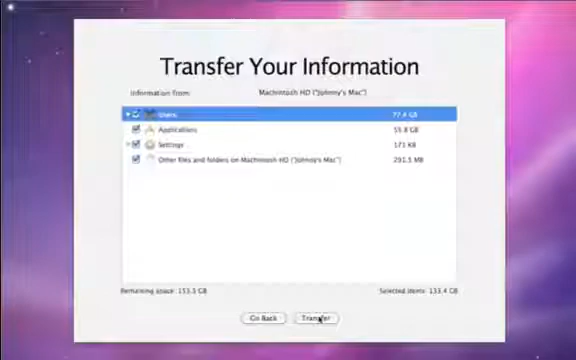 Transfer Your Information
Information from: Machintosh HD ("Johnny's Mac")
Users 77.4 GB
Applications 55.8 GB
Settings 171 KB
Other files and folders on Machintosh HD ("Johnny's Mac") 291.5 MB
Remaining space: 153.3 GB Selected items: 133.4 GB
Go Back Transfer